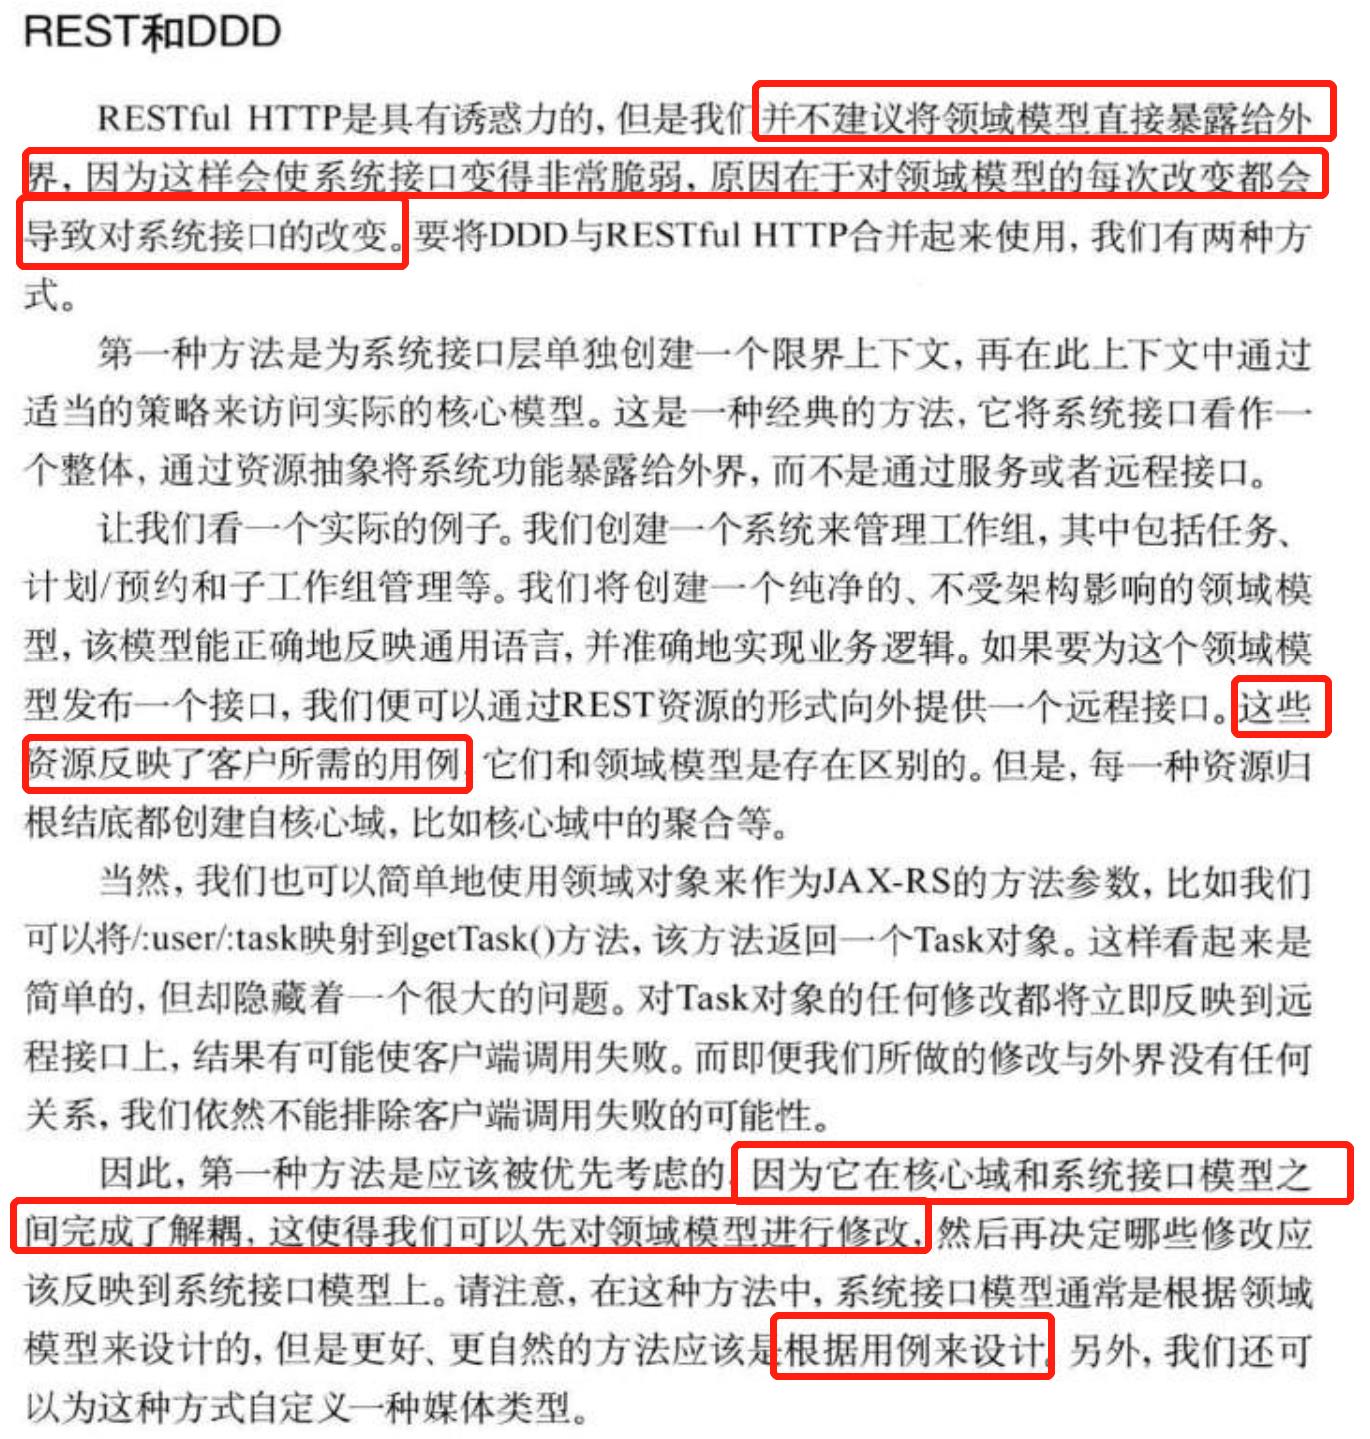 REST和DDD
RESTful HTTP是具有诱惑力的，但是我们并不建议将领域模型直接暴露给外
界，因为这样会使系统接口变得非常脆弱，原因在于对领域模型的每次改变都会
导致对系统接口的改变。要将DDD与RESTful HTTP合并起来使用，我们有两种方
式。
第一种方法是为系统接口层单独创建一个限界上下文，再在此上下文中通过
适当的策略来访问实际的核心模型。这是一种经典的方法，它将系统接口看作一
个整体，通过资源抽象将系统功能暴露给外界，而不是通过服务或者远程接口。
让我们看一个实际的例子。我们创建一个系统来管理工作组，其中包括任务、
计划/预约和子工作组管理等。我们将创建一个纯净的、不受架构影响的领域模
型，该模型能正确地反映通用语言，并准确地实现业务逻辑。如果要为这个领域模
型发布一个接口，我们便可以通过REST资源的形式向外提供一个远程接口。这些
资源反映了客户所需的用例，它们和领域模型是存在区别的。但是，每一种资源归
根结底都创建自核心域，比如核心域中的聚合等。
当然，我们也可以简单地使用领域对象来作为JAX-RS的方法参数，比如我们
可以将/:user/:task映射到getTask()方法，该方法返回一个Task对象。这样看起来是
简单的，但却隐藏着一个很大的问题。对Task对象的任何修改都将立即反映到远
程接口上，结果有可能使客户端调用失败。而即便我们所做的修改与外界没有任何
关系，我们依然不能排除客户端调用失败的可能性。
因此，第一种方法是应该被优先考虑的，因为它在核心域和系统接口模型之
间完成了解耦，这使得我们可以先对领域模型进行修改，然后再决定哪些修改应
该反映到系统接口模型上。请注意，在这种方法中，系统接口模型通常是根据领域
模型来设计的，但是更好、更自然的方法应该是根据用例来设计。另外，我们还可
以为这种方式自定义一种媒体类型。